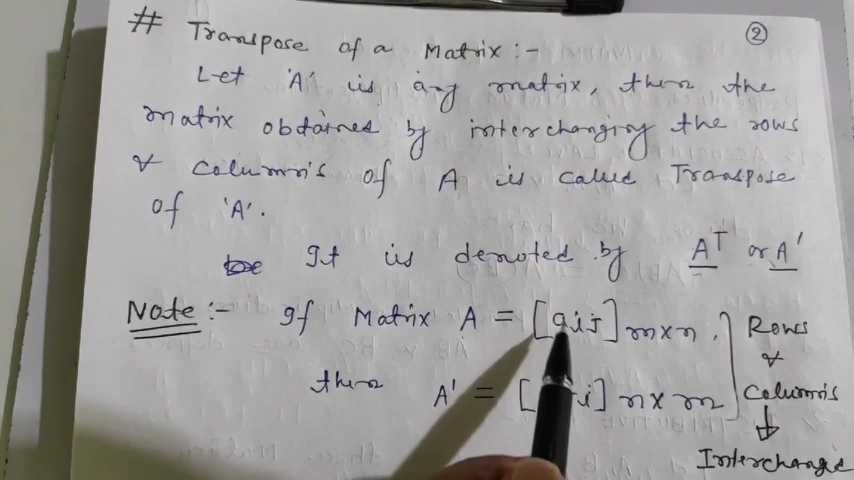 # Transpose of a Matrix :- ②
Let 'A' is any matrix, then the
matrix obtained by interchanging the rows
& columns of A is called Transpose
of 'A'.
It is denoted by Aᵀ or A'
Note :- If Matrix A = [aij] m×n, Rows
&
then A' = [ i] n×m Columns
↓
Interchange